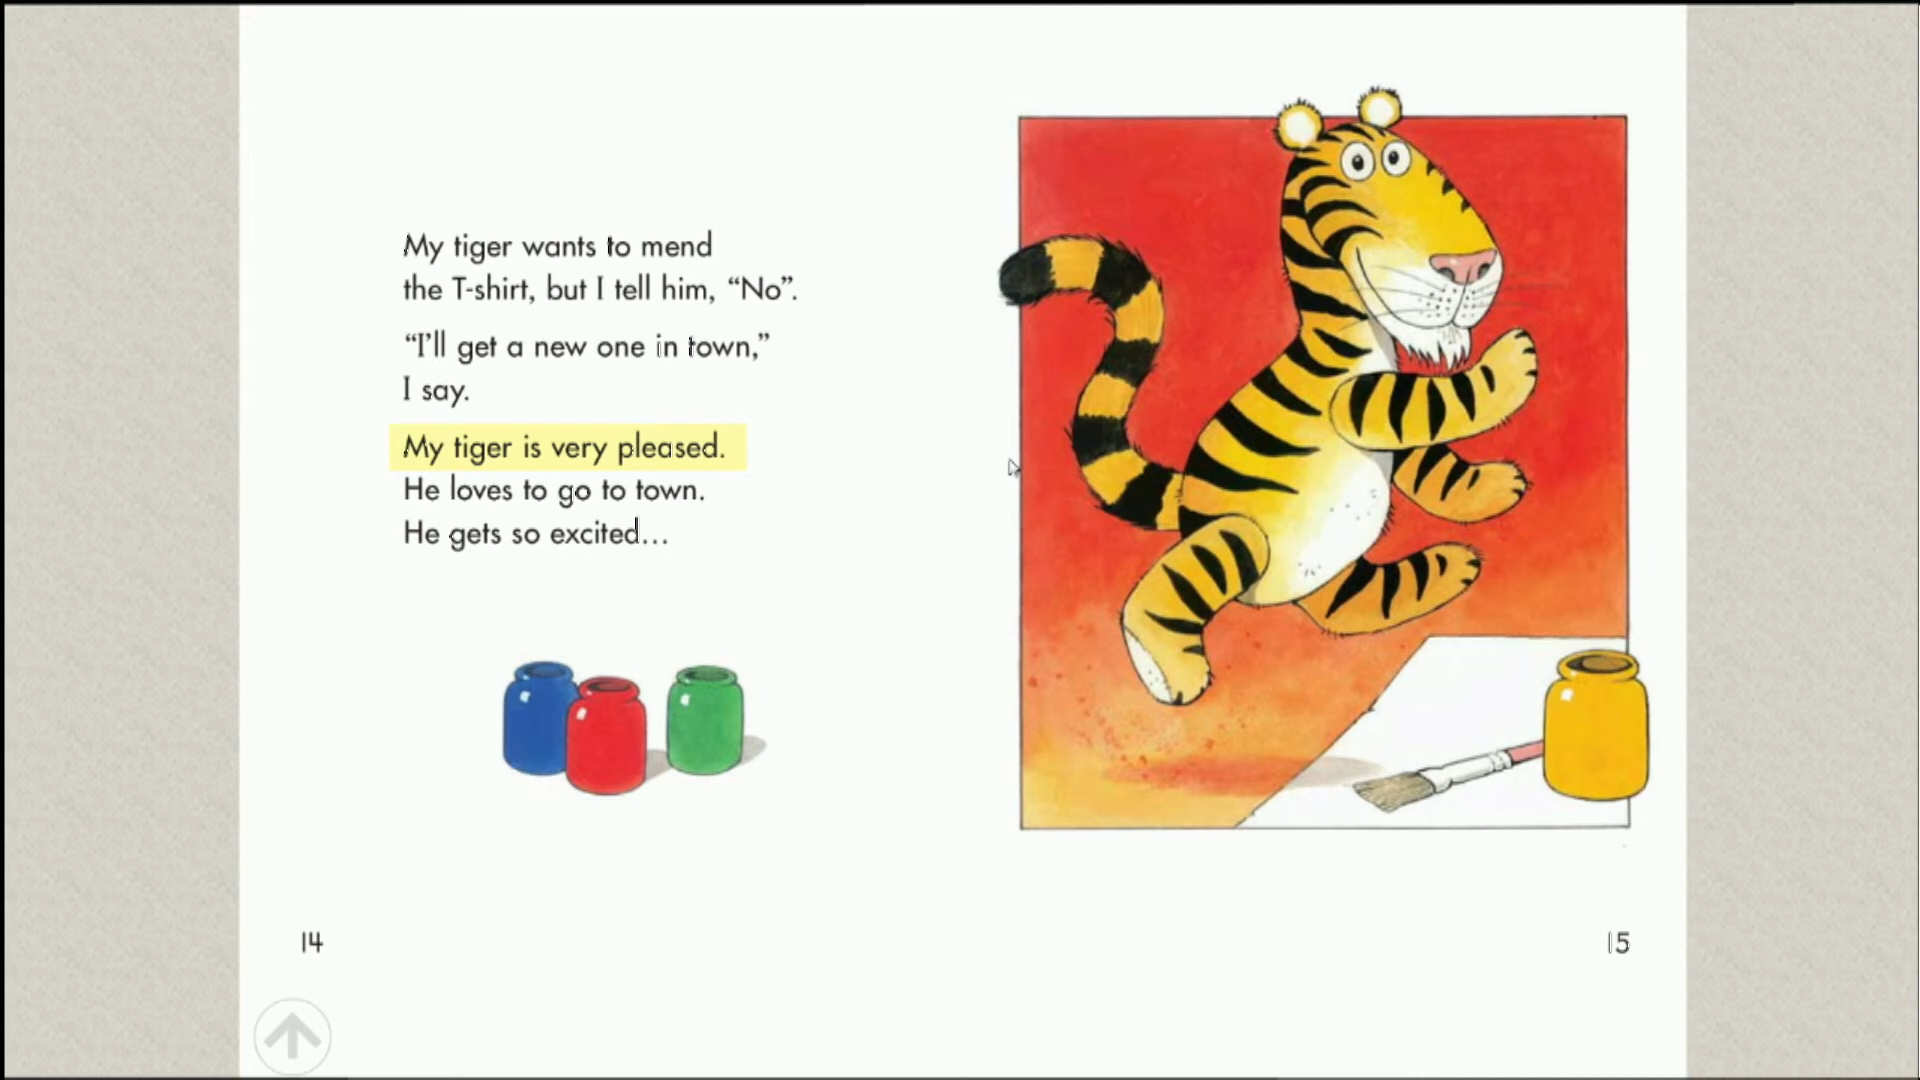 My tiger wants to mend
the T-shirt, but I tell him, “No”.
“I’ll get a new one in town,”
I say.
My tiger is very pleased.
He loves to go to town.
He gets so excited...
14
15